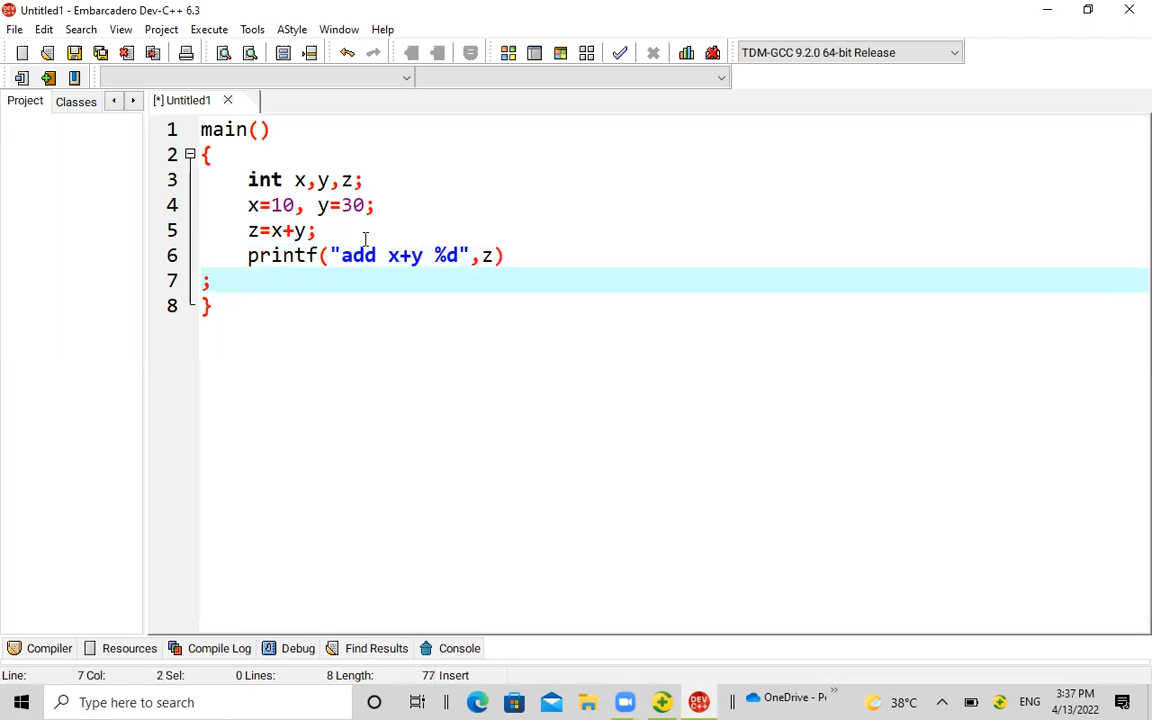 Untitled1 - Embarcadero Dev-C++ 6.3
File Edit Search View Project Execute Tools AStyle Window Help
TDM-GCC 9.2.0 64-bit Release
Project Classes [*] Untitled1
1 main()
2 {
3 int x,y,z;
4 x=10, y=30;
5 z=x+y;
6 printf("add x+y %d",z)
7 ;
8 }
Compiler Resources Compile Log Debug Find Results Console
Line: 7 Col: 2 Sel: 0 Lines: 8 Length: 77 Insert
Type here to search OneDrive - 38°C ENG 3:37 PM
4/13/2022